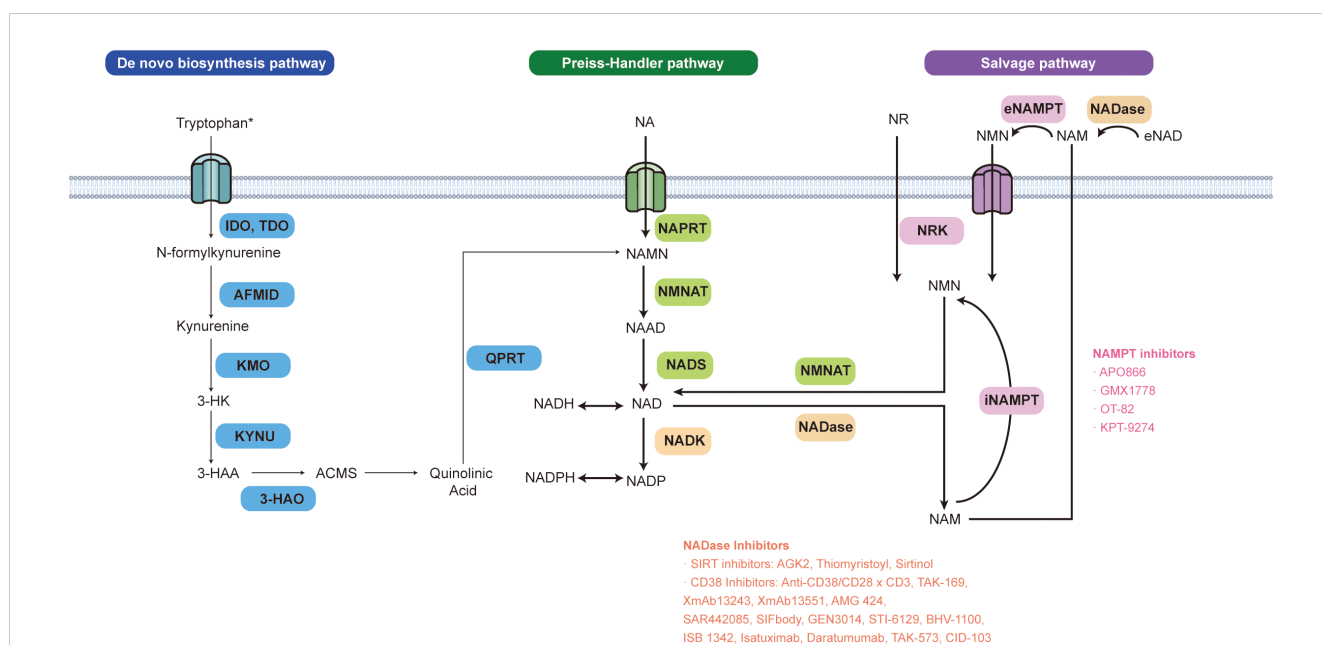 De novo biosynthesis pathway
Preiss-Handler pathway
Salvage pathway
Tryptophan*
IDO, TDO
N-formylkynurenine
AFMID
Kynurenine
KMO
3-HK
KYNU
3-HAA
3-HAO
ACMS
Quinolinic
Acid
QPRT
NA
NAPRT
NAMN
NMNAT
NAAD
NADS
NADH
NAD
NADK
NADPH
NADP
NMNAT
NADase
NR
NRK
eNAMPT
NADase
NMN
NAM
eNAD
NMN
iNAMPT
NAM
NAMPT inhibitors
· APO866
· GMX1778
· OT-82
· KPT-9274
NADase Inhibitors
· SIRT inhibitors: AGK2, Thiomyristoyl, Sirtinol
· CD38 Inhibitors: Anti-CD38/CD28 x CD3, TAK-169,
XmAb13243, XmAb13551, AMG 424,
SAR442085, SIFbody, GEN3014, STI-6129, BHV-1100,
ISB 1342, Isatuximab, Daratumumab, TAK-573, CID-103